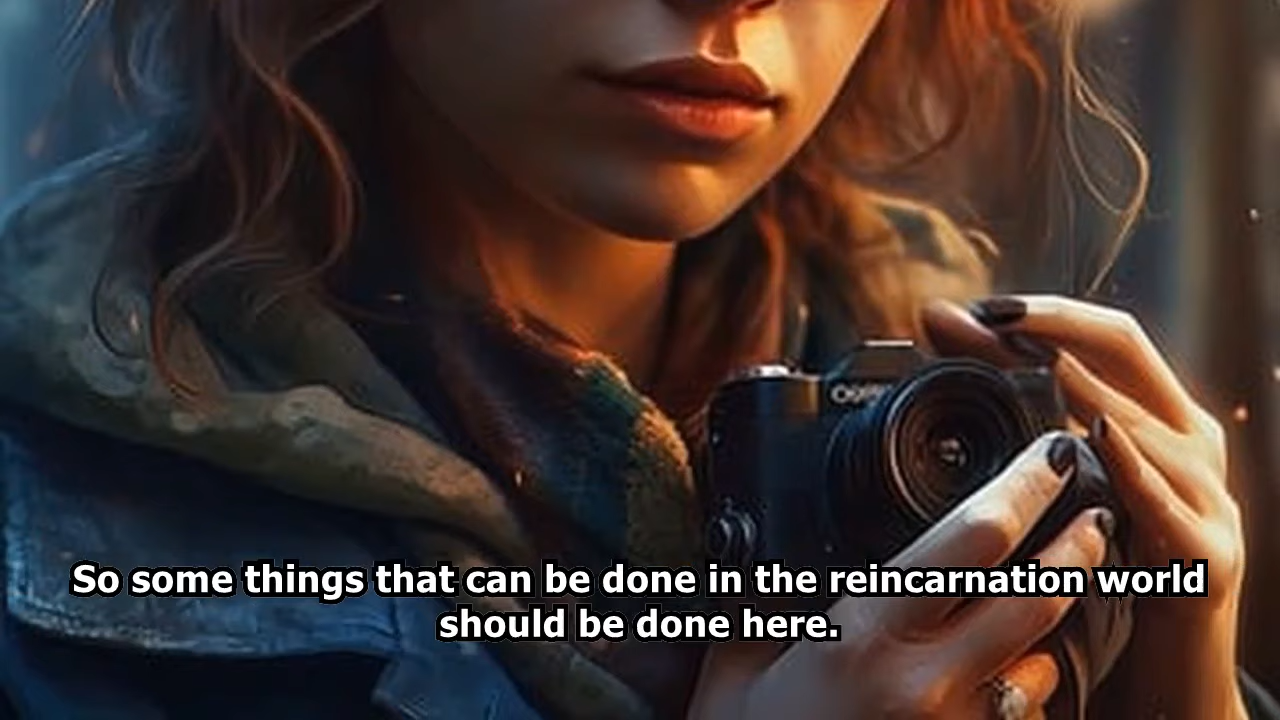 So some things that can be done in the reincarnation world
should be done here.